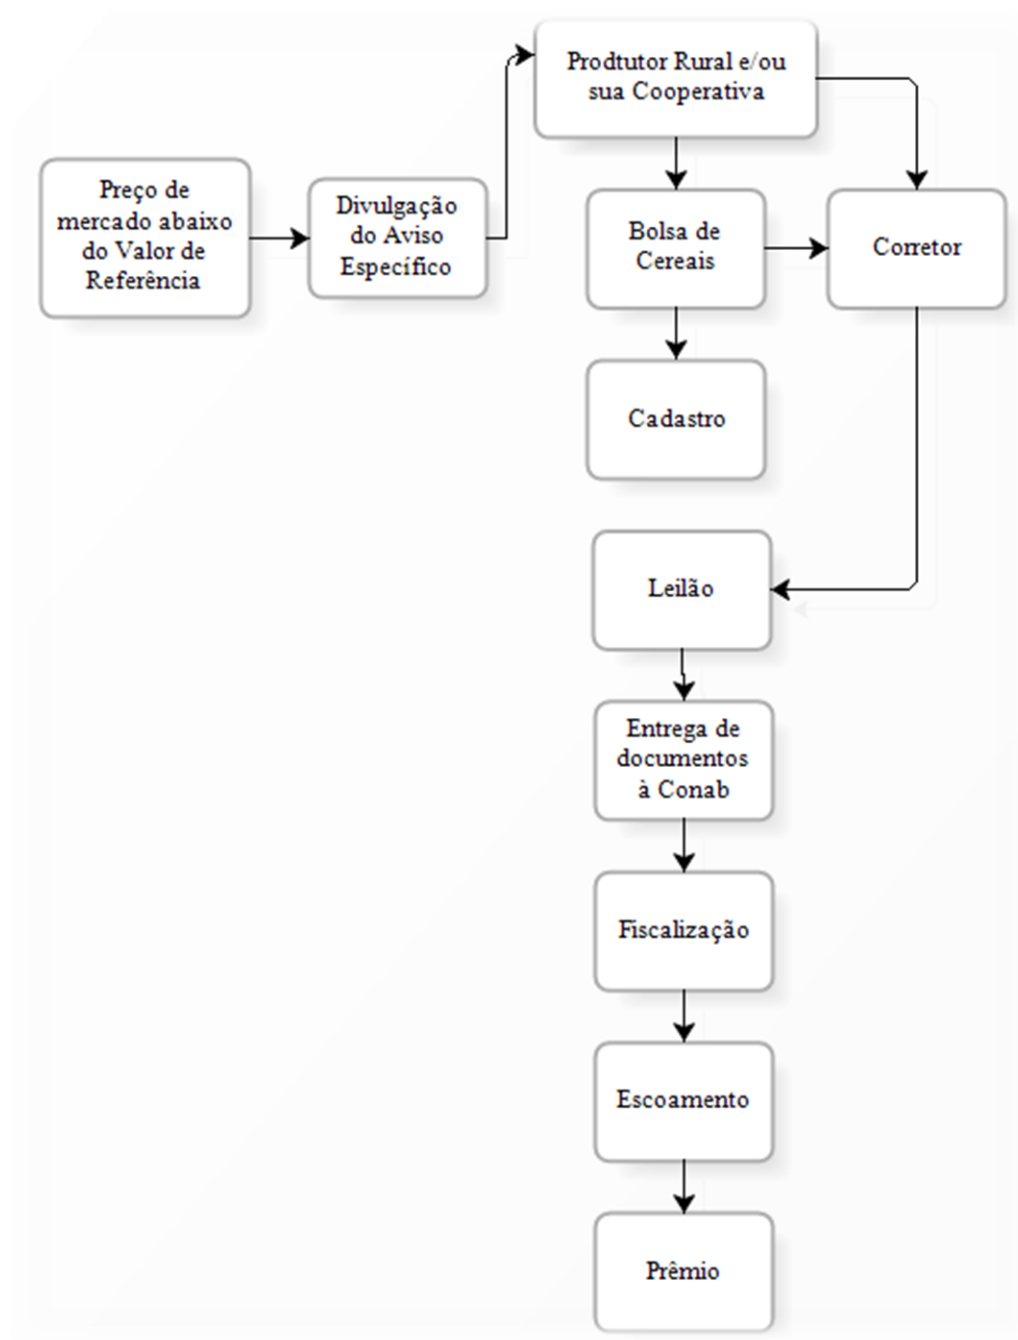 Preço de
mercado abaixo
do Valor de
Referência
Divulgação
do Aviso
Específico
Prodtutor Rural e/ou
sua Cooperativa
Bolsa de
Cereais
Corretor
Cadastro
Leilão
Entrega de
documentos
à Conab
Fiscalização
Escoamento
Prêmio